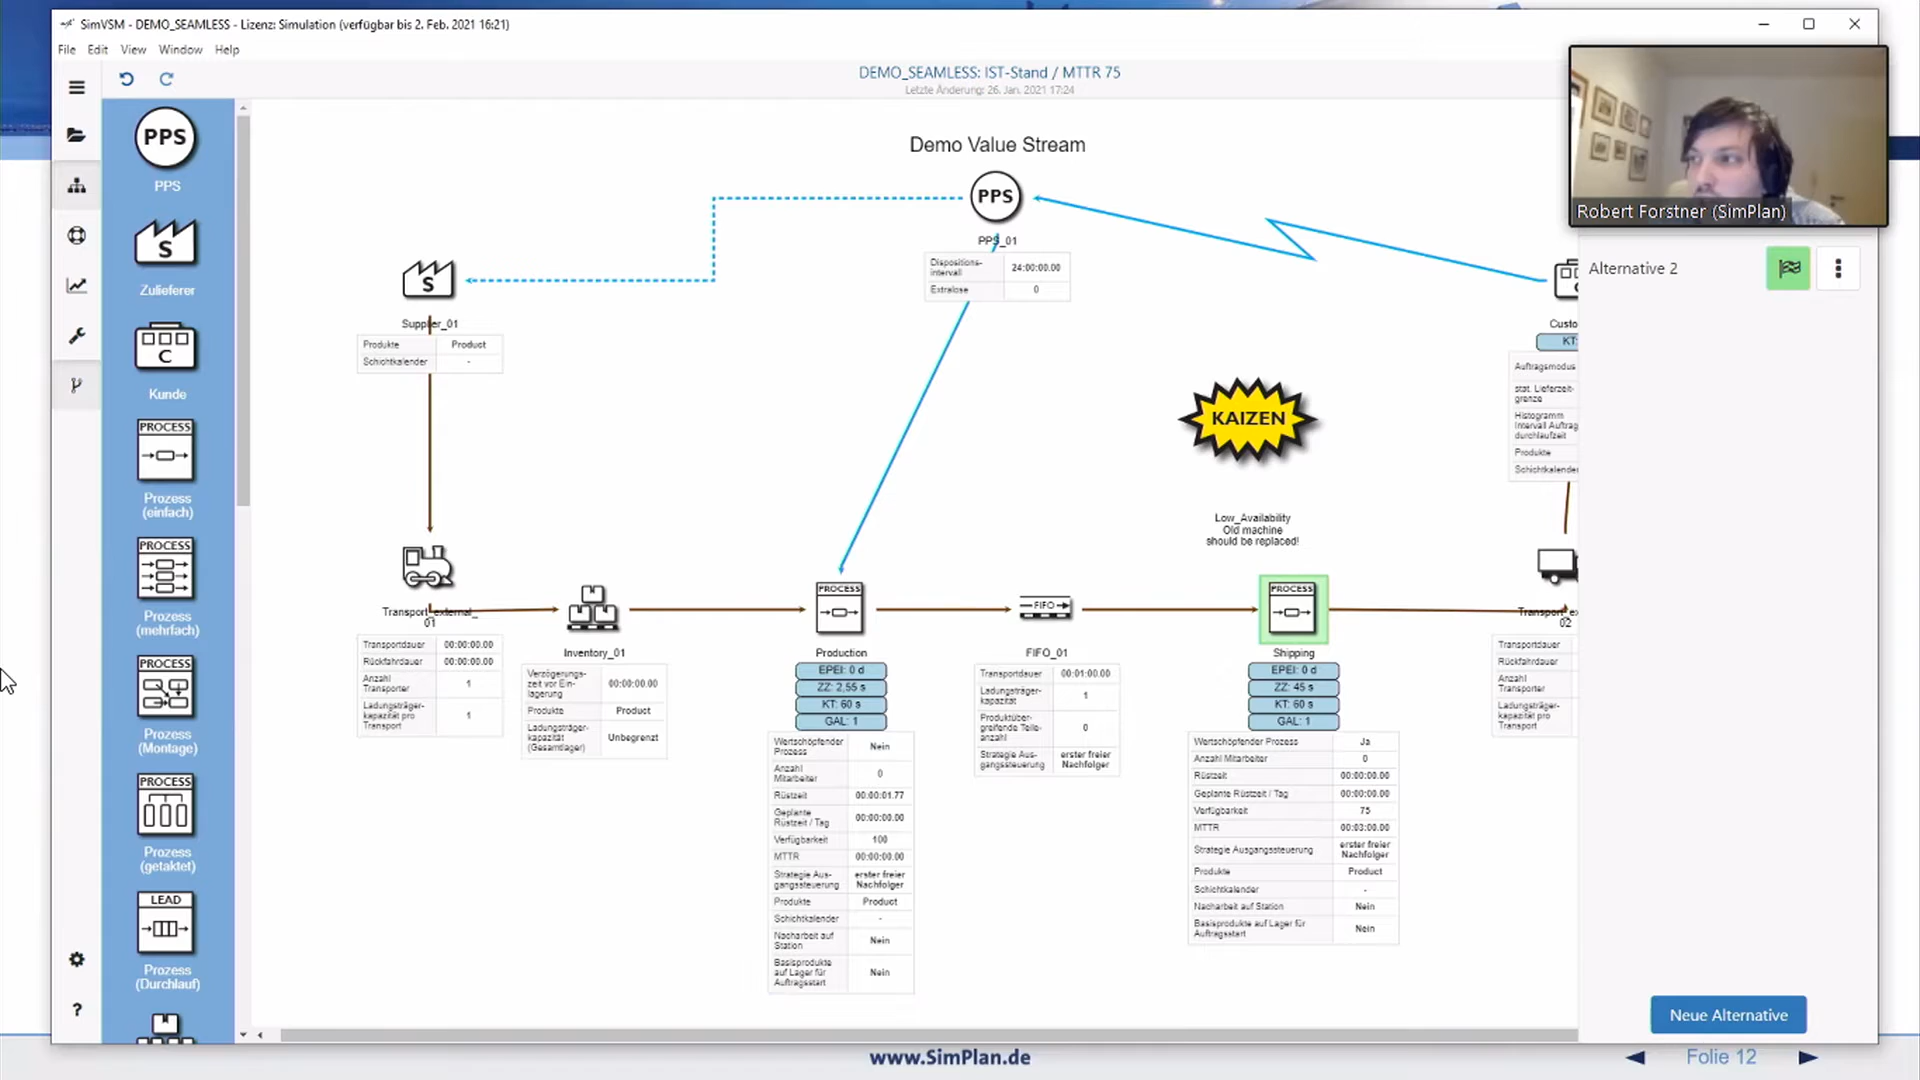 SimVSM - DEMO_SEAMLESS - Lizenz: Simulation (verfügbar bis 2. Feb. 2021 16:21)
File Edit View Window Help
DEMO_SEAMLESS: IST-Stand / MTTR 75
Letzte Änderung: 26. Jan. 2021 17:24
PPS
PPS
S
Zulieferer
C
Kunde
PROCESS
Prozess
(einfach)
PROCESS
Prozess
(mehrfach)
PROCESS
Prozess
(Montage)
PROCESS
Prozess
(getaktet)
LEAD
Prozess
(Durchlauf)
?
Demo Value Stream
PPS
PPS_01
Dispositions-
intervall 24:00:00.00
Extralose 0
S
Supplier_01
Produkte Product
Schichtkalender -
KAIZEN
Low_Availability
Old machine
should be replaced!
Custo
KT:
Auftragsmodus
stat. Lieferzeit-
grenze
Histogramm
Intervall Auftrag
durchlaufzeit
Produkte
Schichtkalender
Transport_external_
01
Transportdauer 00:00:00.00
Rückfahrdauer 00:00:00.00
Anzahl
Transporter 1
Ladungsträger-
kapazität pro
Transport 1
Inventory_01
Verzögerungs-
zeit vor Ein-
lagerung 00:00:00.00
Produkte Product
Ladungsträger-
kapazität
(Gesamtlager) Unbegrenzt
PROCESS
Production
EPEI: 0 d
ZZ: 2,55 s
KT: 60 s
GAL: 1
Wertschöpfender
Prozess Nein
Anzahl
Mitarbeiter 0
Rüstzeit 00:00:01.77
Geplante
Rüstzeit / Tag 00:00:00.00
Verfügbarkeit 100
MTTR 00:00:00.00
Strategie Aus-
gangssteuerung erster freier
Nachfolger
Produkte Product
Schichtkalender -
Nacharbeit auf
Station Nein
Basisprodukte
auf Lager für
Auftragsstart Nein
FIFO
FIFO_01
Transportdauer 00:01:00.00
Ladungsträger-
kapazität 1
Produktüber-
greifende Teile-
anzahl 0
Strategie Aus-
gangssteuerung erster freier
Nachfolger
PROCESS
Shipping
EPEI: 0 d
ZZ: 45 s
KT: 60 s
GAL: 1
Wertschöpfender Prozess Ja
Anzahl Mitarbeiter 0
Rüstzeit 00:00:00.00
Geplante Rüstzeit / Tag 00:00:00.00
Verfügbarkeit 75
MTTR 00:03:00.00
Strategie Ausgangssteuerung erster freier
Nachfolger
Produkte Product
Schichtkalender -
Nacharbeit auf Station Nein
Basisprodukte auf Lager für
Auftragsstart Nein
Transport_ex
02
Transportdauer
Rückfahrdauer
Anzahl
Transporter
Ladungsträger-
kapazität pro
Transport
Robert Forstner (SimPlan)
Alternative 2
Neue Alternative
www.SimPlan.de
Folie 12